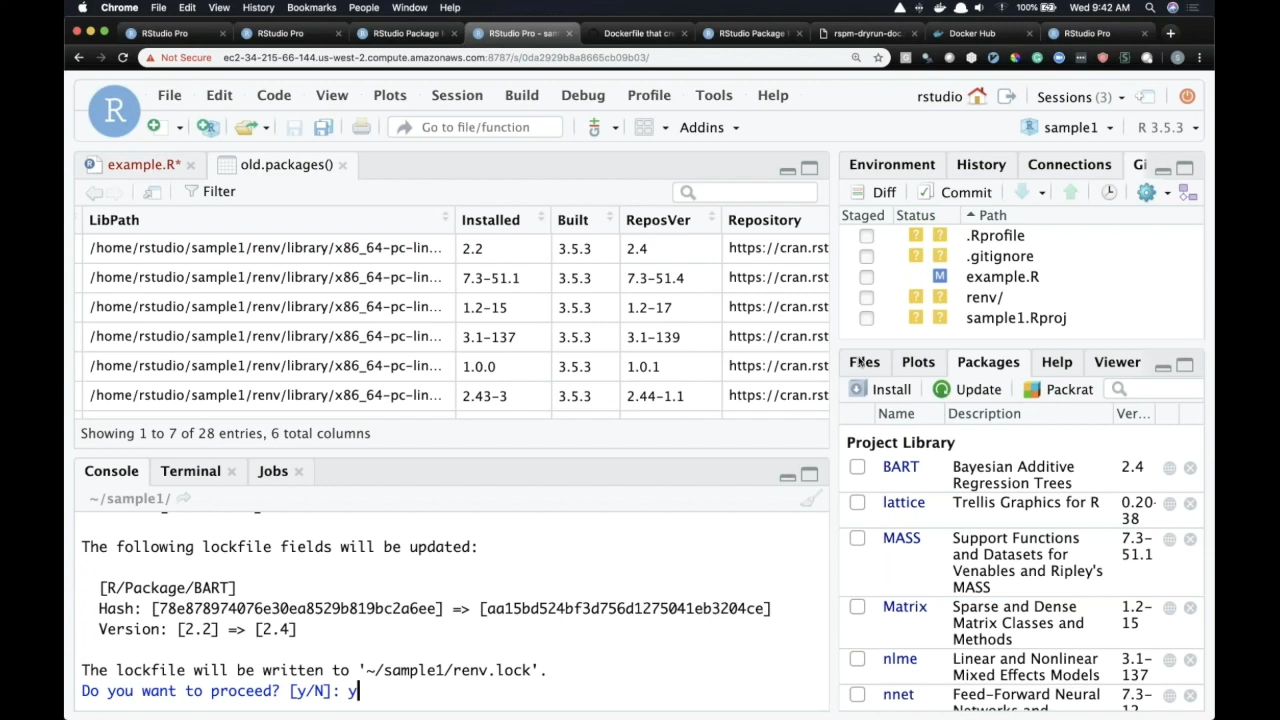 Chrome File Edit View History Bookmarks People Window Help 100% Wed 9:42 AM
RStudio Pro RStudio Pro RStudio Package RStudio Pro - sam Dockerfile that cre RStudio Package rspm-dryrun-doc Docker Hub RStudio Pro
Not Secure ec2-34-215-66-144.us-west-2.compute.amazonaws.com:8787/s/0da2929b8a8665cb09b03/
R File Edit Code View Plots Session Build Debug Profile Tools Help rstudio Sessions (3)
Go to file/function Addins sample1 R 3.5.3
example.R* old.packages()
Filter
LibPath Installed Built ReposVer Repository
/home/rstudio/sample1/renv/library/x86_64-pc-lin... 2.2 3.5.3 2.4 https://cran.rst
/home/rstudio/sample1/renv/library/x86_64-pc-lin... 7.3-51.1 3.5.3 7.3-51.4 https://cran.rst
/home/rstudio/sample1/renv/library/x86_64-pc-lin... 1.2-15 3.5.3 1.2-17 https://cran.rst
/home/rstudio/sample1/renv/library/x86_64-pc-lin... 3.1-137 3.5.3 3.1-139 https://cran.rst
/home/rstudio/sample1/renv/library/x86_64-pc-lin... 1.0.0 3.5.3 1.0.1 https://cran.rst
/home/rstudio/sample1/renv/library/x86_64-pc-lin... 2.43-3 3.5.3 2.44-1.1 https://cran.rst
Showing 1 to 7 of 28 entries, 6 total columns
Console Terminal Jobs
~/sample1/
The following lockfile fields will be updated:
[R/Package/BART]
Hash: [78e878974076e30ea8529b819bc2a6ee] => [aa15bd524bf3d756d1275041eb3204ce]
Version: [2.2] => [2.4]
The lockfile will be written to '~/sample1/renv.lock'.
Do you want to proceed? [y/N]: y
Environment History Connections Gi
Diff Commit
Staged Status Path
? ? .Rprofile
? ? .gitignore
M example.R
? ? renv/
? ? sample1.Rproj
Files Plots Packages Help Viewer
Install Update Packrat
Name Description Ver...
Project Library
BART Bayesian Additive 2.4
Regression Trees
lattice Trellis Graphics for R 0.20-
38
MASS Support Functions 7.3-
and Datasets for 51.1
Venables and Ripley's
MASS
Matrix Sparse and Dense 1.2-
Matrix Classes and 15
Methods
nlme Linear and Nonlinear 3.1-
Mixed Effects Models 137
nnet Feed-Forward Neural 7.3-